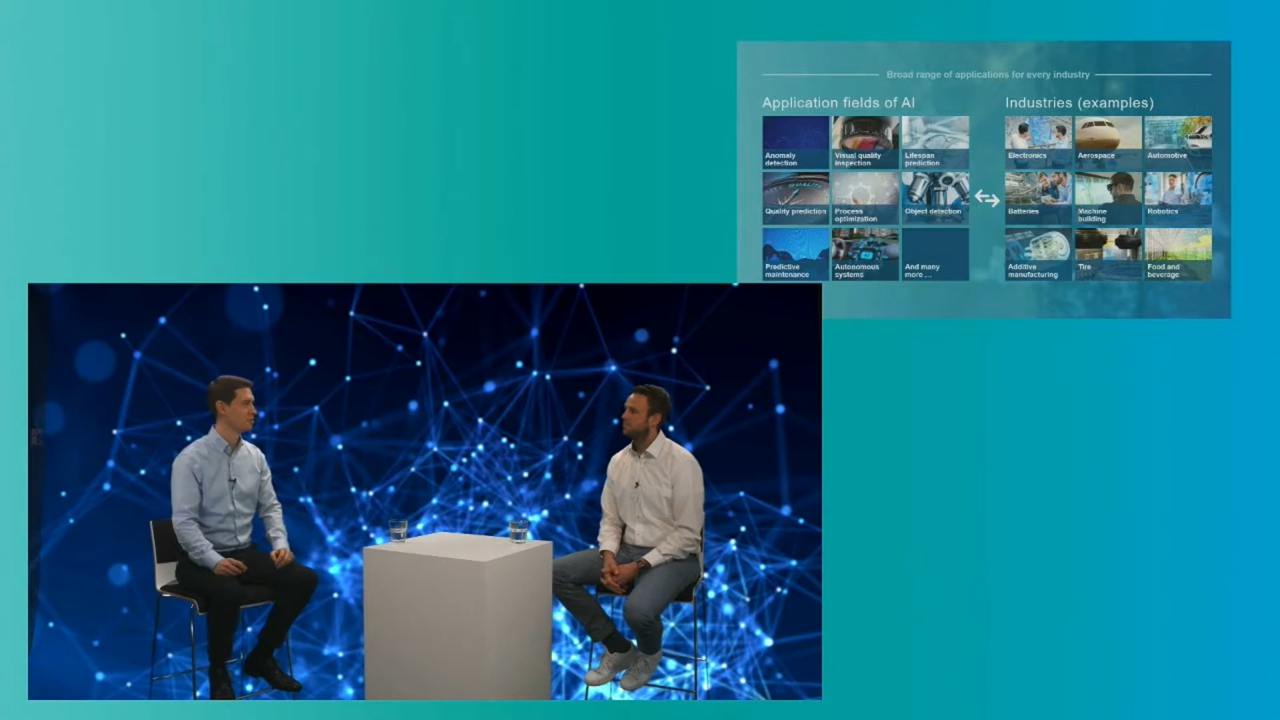 Broad range of applications for every industry
Application fields of AI
Anomaly
detection
Visual quality
inspection
Lifespan
prediction
Quality prediction
Process
optimization
Object detection
Predictive
maintenance
Autonomous
systems
And many
more ...
Industries (examples)
Electronics
Aerospace
Automotive
Batteries
Machine
building
Robotics
Additive
manufacturing
Tire
Food and
beverage